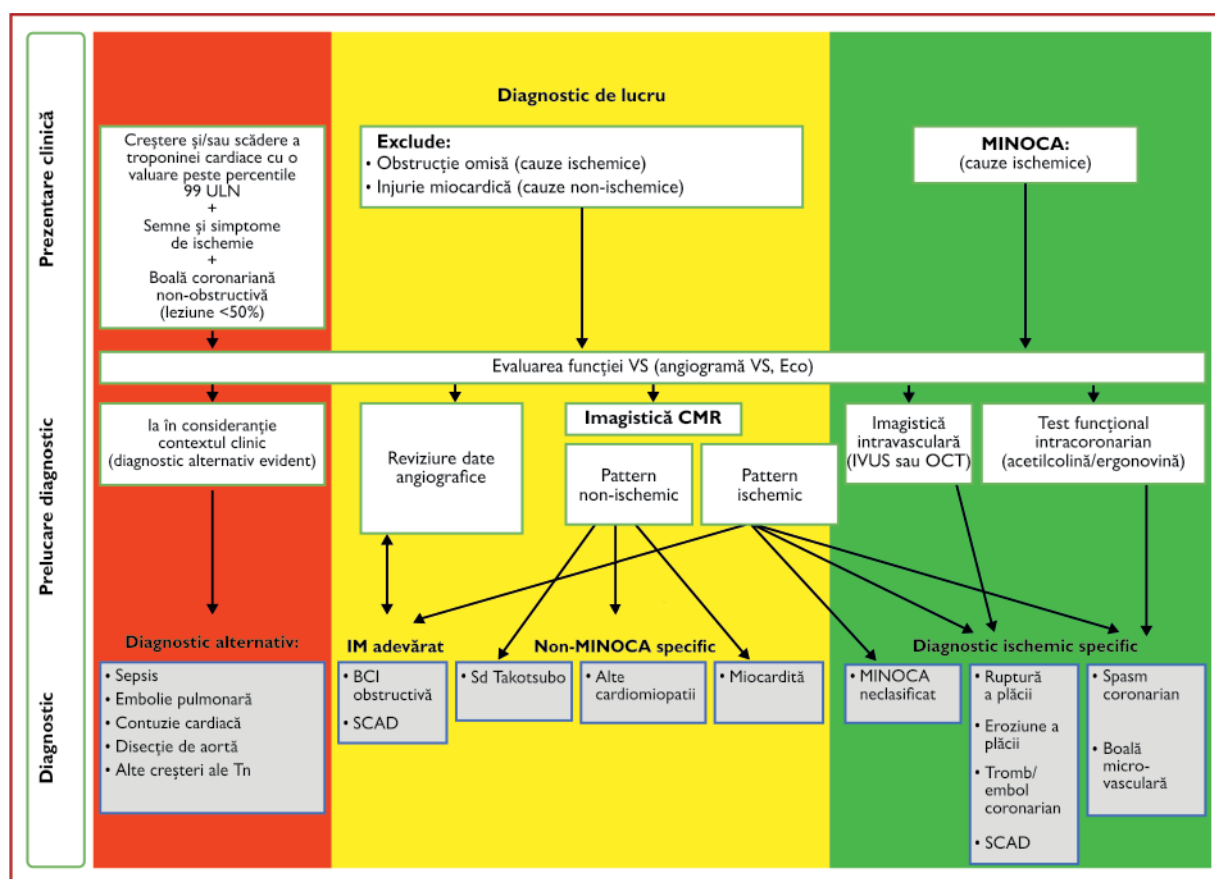 Prezentare clinică
Diagnostic de lucru
Creștere și/sau scădere a
troponinei cardiace cu o
valuare peste percentile
99 ULN
+
Semne și simptome
de ischemie
+
Boală coronariană
non-obstructivă
(leziune <50%)
Exclude:
• Obstrucție omisă (cauze ischemice)
• Injurie miocardică (cauze non-ischemice)
MINOCA:
(cauze ischemice)
Evaluarea funcției VS (angiogramă VS, Eco)
Prelucare diagnostic
Ia în consideranție
contextul clinic
(diagnostic alternativ evident)
Reviziure date
angiografice
Imagistică CMR
Pattern
non-ischemic
Pattern
ischemic
Imagistică
intravasculară
(IVUS sau OCT)
Test funcțional
intracoronarian
(acetilcolină/ergonovină)
Diagnostic
Diagnostic alternativ:
• Sepsis
• Embolie pulmonară
• Contuzie cardiacă
• Disecție de aortă
• Alte creșteri ale Tn
IM adevărat
• BCI
obstructivă
• SCAD
Non-MINOCA specific
• Sd Takotsubo
• Alte
cardiomiopatii
• Miocardită
Diagnostic ischemic specific
• MINOCA
neclasificat
• Ruptură
a plăcii
• Eroziune a
plăcii
• Tromb/
embol
coronarian
• SCAD
• Spasm
coronarian
• Boală
micro-
vasculară